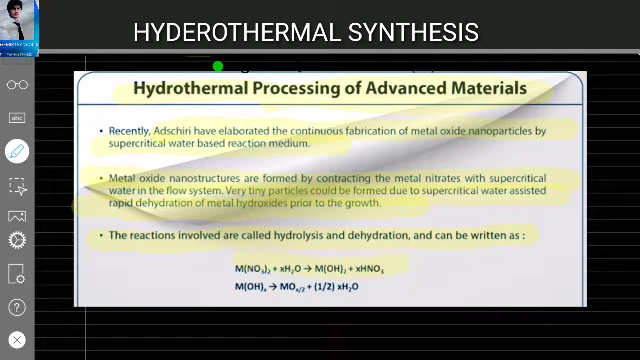 HYDEROTHERMAL SYNTHESIS
Hydrothermal Processing of Advanced Materials
• Recently, Adschiri have elaborated the continuous fabrication of metal oxide nanoparticles by
supercritical water based reaction medium.
• Metal oxide nanostructures are formed by contracting the metal nitrates with supercritical
water in the flow system. Very tiny particles could be formed due to supercritical water assisted
rapid dehydration of metal hydroxides prior to the growth.
• The reactions involved are called hydrolysis and dehydration, and can be written as :
M(NO₃)₂ + xH₂O → M(OH)₂ + xHNO₃
M(OH)ₓ → MOₓ/₂ + (1/2) xH₂O
abc